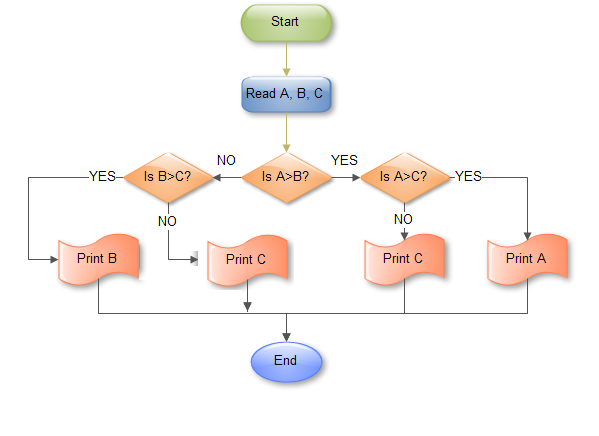 Start
Read A, B, C
NO
YES
YES
Is B>C?
Is A>B?
Is A>C?
YES
NO
NO
Print B
Print C
Print C
Print A
End